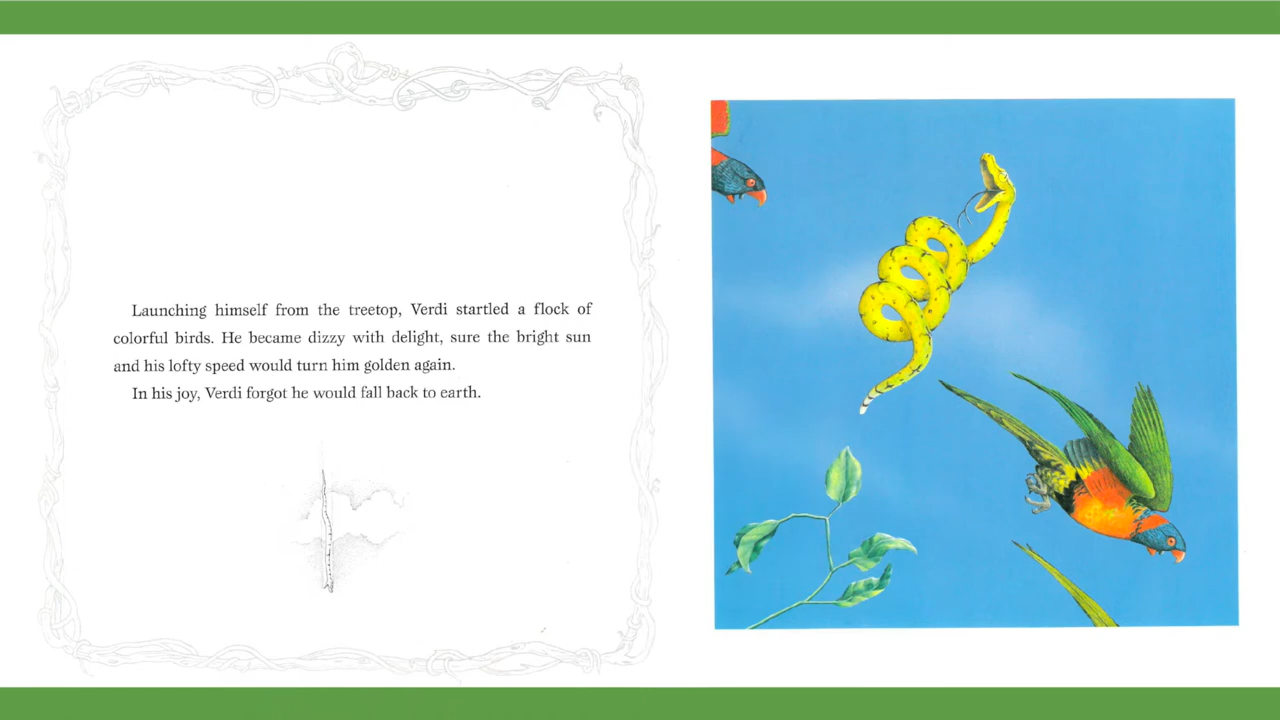 Launching himself from the treetop, Verdi startled a flock of
colorful birds. He became dizzy with delight, sure the bright sun
and his lofty speed would turn him golden again.
In his joy, Verdi forgot he would fall back to earth.